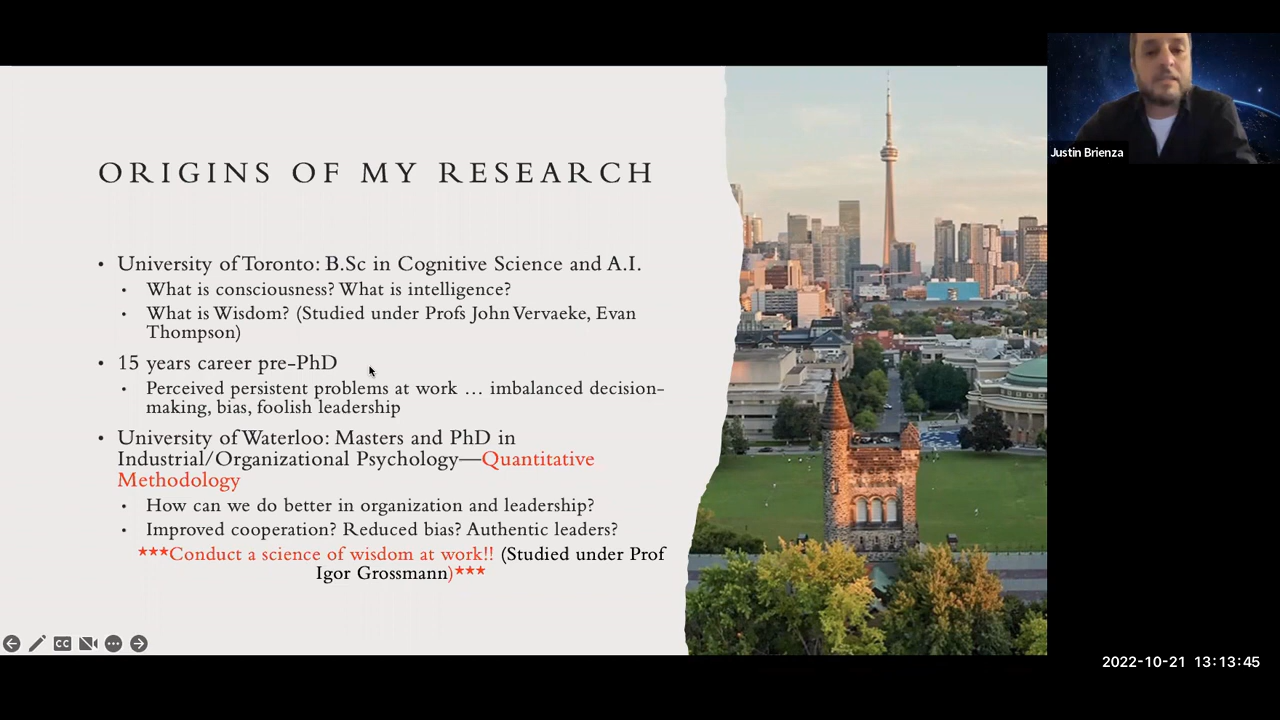 ORIGINS OF MY RESEARCH
• University of Toronto: B.Sc in Cognitive Science and A.I.
• What is consciousness? What is intelligence?
• What is Wisdom? (Studied under Profs John Vervaeke, Evan
Thompson)
• 15 years career pre-PhD
• Perceived persistent problems at work … imbalanced decision-
making, bias, foolish leadership
• University of Waterloo: Masters and PhD in
Industrial/Organizational Psychology—Quantitative
Methodology
• How can we do better in organization and leadership?
• Improved cooperation? Reduced bias? Authentic leaders?
***Conduct a science of wisdom at work!! (Studied under Prof
Igor Grossmann)***
CC
Justin Brienza
2022-10-21 13:13:45